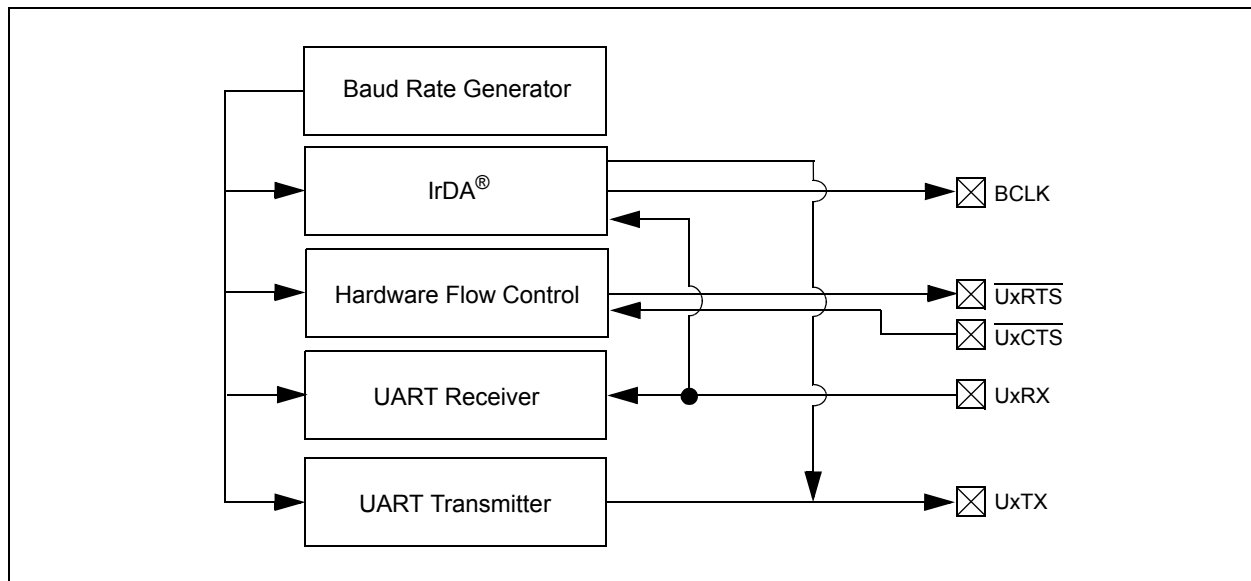 Baud Rate Generator
IrDA®
BCLK
Hardware Flow Control
UxRTS
UxCTS
UART Receiver
UxRX
UART Transmitter
UxTX